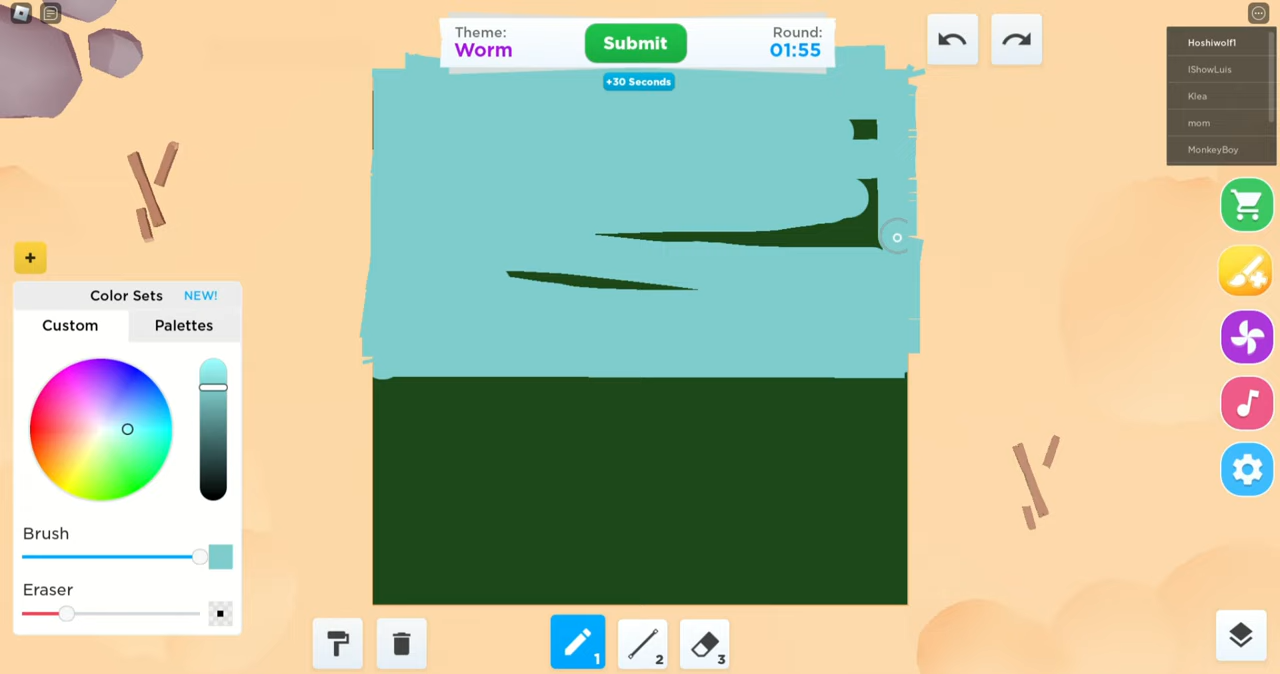 Theme:
Worm
Submit
Round:
01:55
+30 Seconds
Hoshiwolf1
IShowLuis
Klea
mom
MonkeyBoy
+
Color Sets NEW!
Custom Palettes
Brush
Eraser
1 2 3